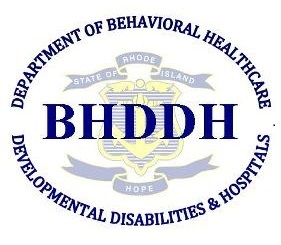 DEPARTMENT OF BEHAVIORAL HEALTHCARE
RHODE
STATE OF ISLAND
BHDDH
HOPE
DEVELOPMENTAL DISABILITIES & HOSPITALS